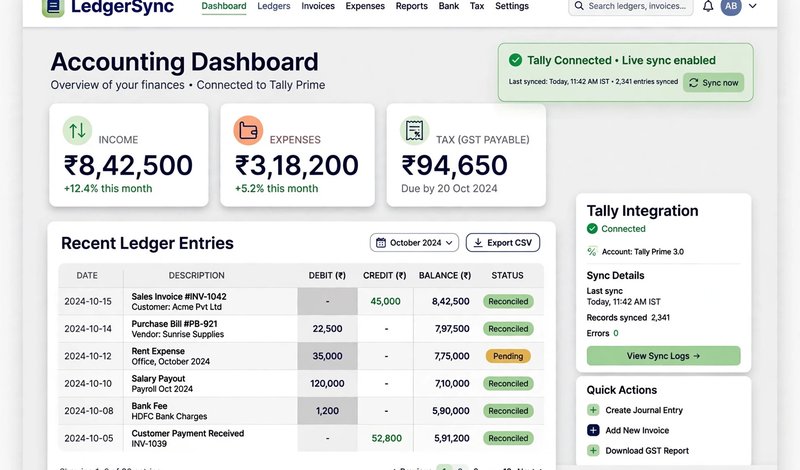 LedgerSync
Dashboard Ledgers Invoices Expenses Reports Bank Tax Settings
Search ledgers, invoices...
AB
Accounting Dashboard
Overview of your finances • Connected to Tally Prime
Tally Connected • Live sync enabled
Last synced: Today, 11:42 AM IST • 2,341 entries synced
Sync now
INCOME
₹8,42,500
+12.4% this month
EXPENSES
₹3,18,200
+5.2% this month
TAX (GST PAYABLE)
₹94,650
Due by 20 Oct 2024
Recent Ledger Entries
October 2024
Export CSV
DATE DESCRIPTION DEBIT (₹) CREDIT (₹) BALANCE (₹) STATUS
2024-10-15 Sales Invoice #INV-1042 - 45,000 8,42,500 Reconciled
Customer: Acme Pvt Ltd
2024-10-14 Purchase Bill #PB-921 22,500 - 7,97,500 Reconciled
Vendor: Sunrise Supplies
2024-10-12 Rent Expense 35,000 - 7,75,000 Pending
Office, October 2024
2024-10-10 Salary Payout 120,000 - 7,10,000 Reconciled
Payroll Oct 2024
2024-10-08 Bank Fee 1,200 - 5,90,000 Reconciled
HDFC Bank Charges
2024-10-05 Customer Payment Received - 52,800 5,91,200 Reconciled
INV-1039
Tally Integration
Connected
Account: Tally Prime 3.0
Sync Details
Last sync
Today, 11:42 AM IST
Records synced 2,341
Errors 0
View Sync Logs →
Quick Actions
Create Journal Entry
Add New Invoice
Download GST Report